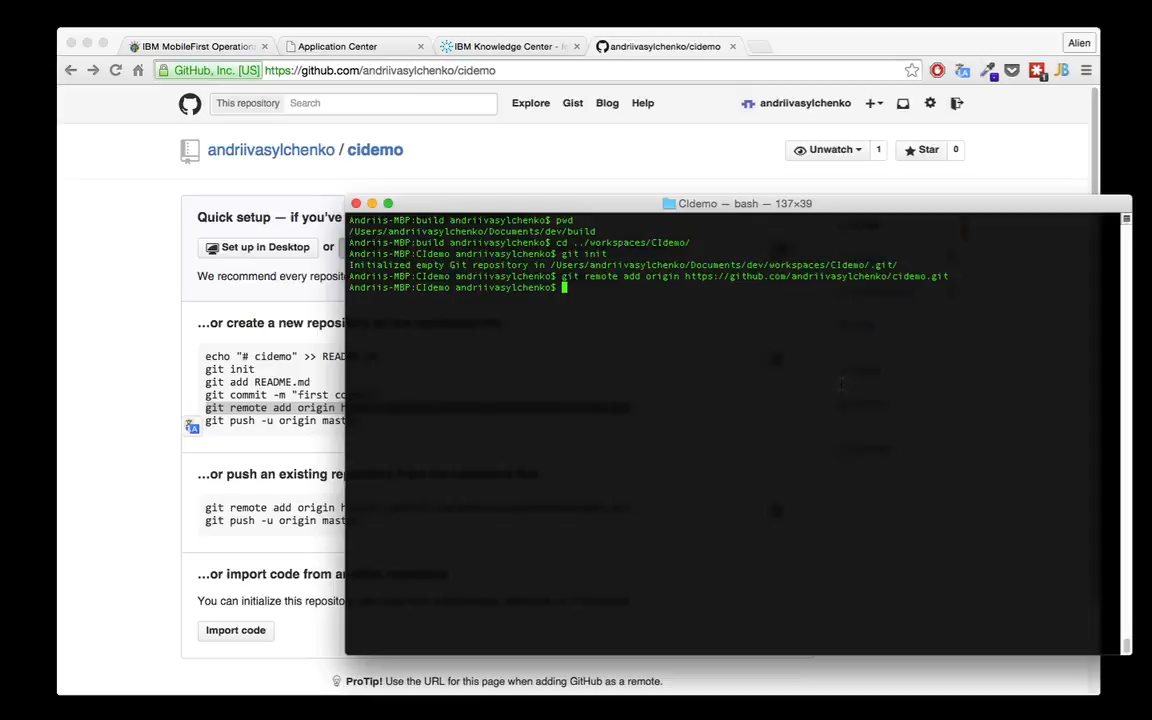 IBM MobileFirst Operation
Application Center
IBM Knowledge Center -
andriivasylchenko/cidemo
Alien
GitHub, Inc. [US] https://github.com/andriivasylchenko/cidemo
This repository Search
Explore Gist Blog Help
andriivasylchenko
andriivasylchenko / cidemo
Unwatch 1 Star 0
Quick setup — if you've
Set up in Desktop or
We recommend every reposit
...or create a new repository
echo "# cidemo" >> READ
git init
git add README.md
git commit -m "first co
git remote add origin h
git push -u origin mast
...or push an existing rep
git remote add origin h
git push -u origin mast
...or import code from an
You can initialize this repository
Import code
ProTip! Use the URL for this page when adding GitHub as a remote.
CIdemo — bash — 137×39
Andriis-MBP:build andriivasylchenko$ pwd
/Users/andriivasylchenko/Documents/dev/build
Andriis-MBP:build andriivasylchenko$ cd ../workspaces/CIdemo/
Andriis-MBP:CIdemo andriivasylchenko$ git init
Initialized empty Git repository in /Users/andriivasylchenko/Documents/dev/workspaces/CIdemo/.git/
Andriis-MBP:CIdemo andriivasylchenko$ git remote add origin https://github.com/andriivasylchenko/cidemo.git
Andriis-MBP:CIdemo andriivasylchenko$